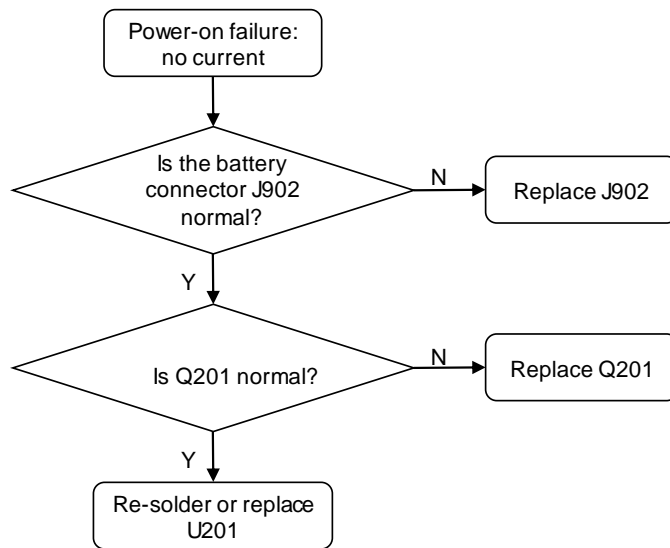 Power-on failure:
no current
Is the battery
connector J902
normal?
N
Replace J902
Y
Is Q201 normal?
N
Replace Q201
Y
Re-solder or replace
U201